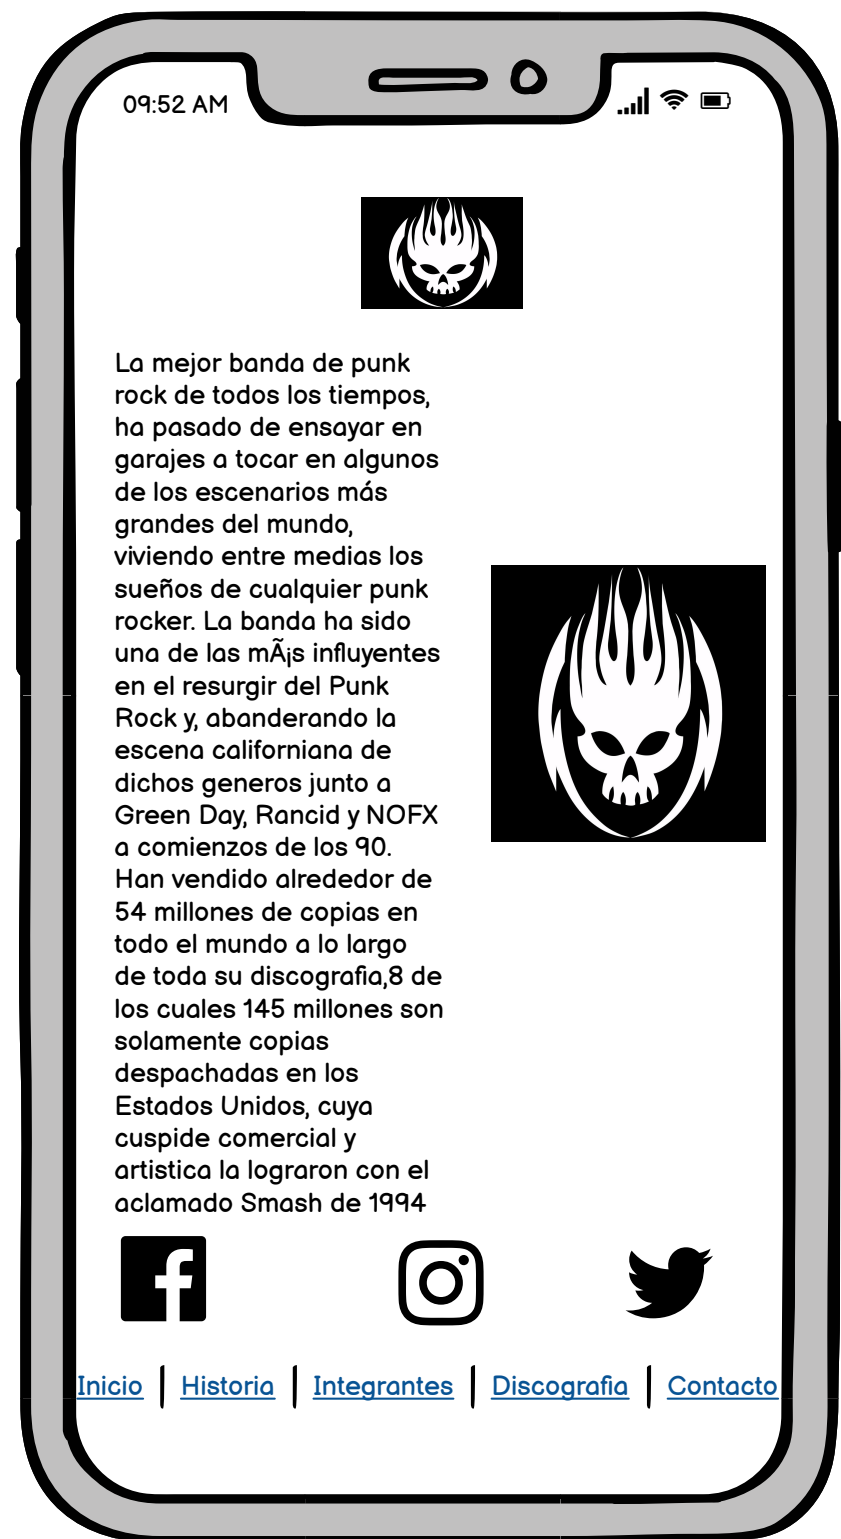 09:52 AM
La mejor banda de punk
rock de todos los tiempos,
ha pasado de ensayar en
garajes a tocar en algunos
de los escenarios más
grandes del mundo,
viviendo entre medias los
sueños de cualquier punk
rocker. La banda ha sido
una de las mÃ¡s influyentes
en el resurgir del Punk
Rock y, abanderando la
escena californiana de
dichos generos junto a
Green Day, Rancid y NOFX
a comienzos de los 90.
Han vendido alrededor de
54 millones de copias en
todo el mundo a lo largo
de toda su discografia,8 de
los cuales 145 millones son
solamente copias
despachadas en los
Estados Unidos, cuya
cuspide comercial y
artistica la lograron con el
aclamado Smash de 1994
Inicio | Historia | Integrantes | Discografia | Contacto